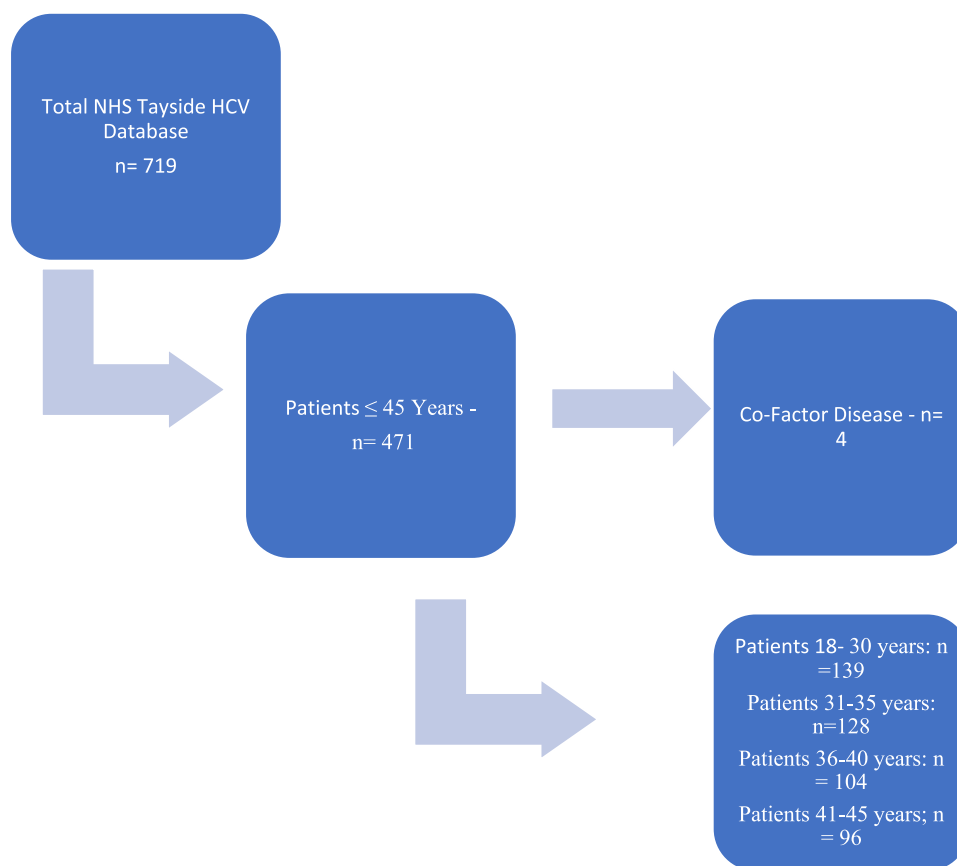 Total NHS Tayside HCV
Database
n= 719
Patients ≤ 45 Years -
n= 471
Co-Factor Disease - n=
4
Patients 18- 30 years: n
=139
Patients 31-35 years:
n=128
Patients 36-40 years: n
= 104
Patients 41-45 years; n
= 96